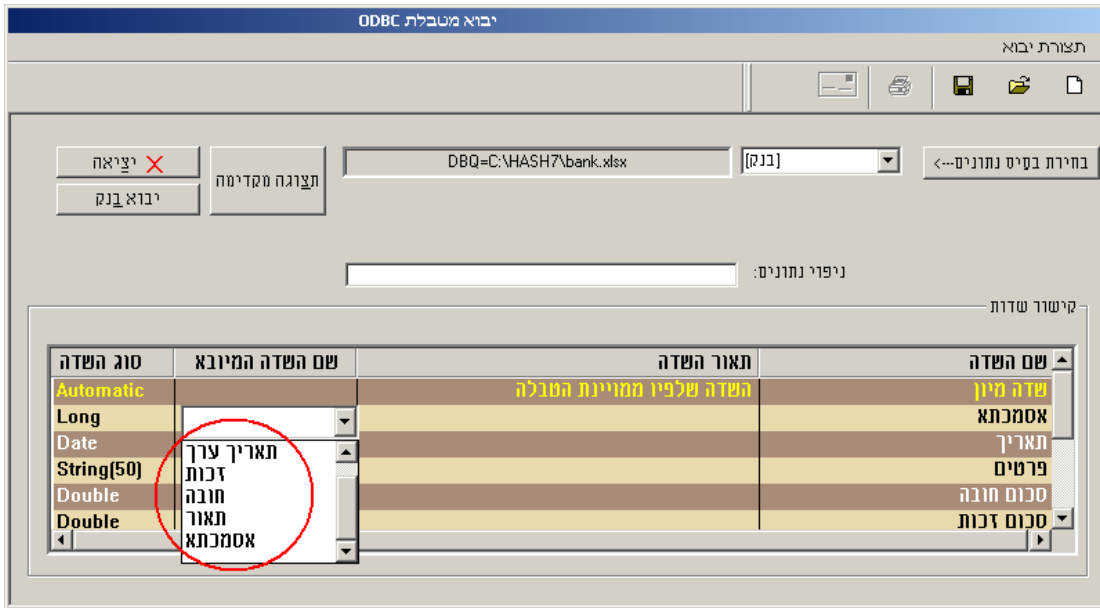 יבוא מטבלת ODBC
תצורת יבוא
בחירת בסיס נתונים--->
[בנק]
DBQ=C:\HASH7\bank.xlsx
תצוגה מקדימה
יציאה
יבוא בנק
ניפוי נתונים:
קישור שדות
שם השדה תאור השדה שם השדה המיובא סוג השדה
שדה מיון השדה שלפיו ממויינת הטבלה Automatic
אסמכתא Long
תאריך Date
פרטים String(50)
סכום חובה Double
סכום זכות Double
תאריך ערך
זכות
חובה
תאור
אסמכתא